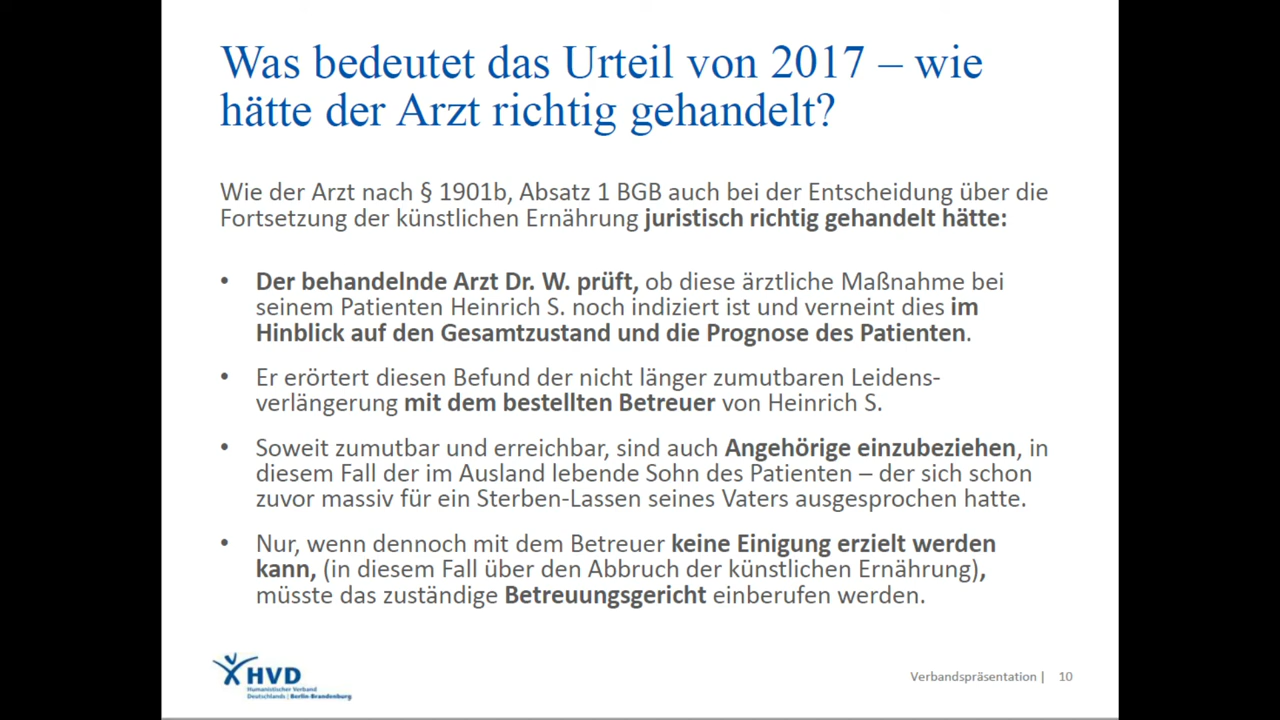 Was bedeutet das Urteil von 2017 – wie
hätte der Arzt richtig gehandelt?
Wie der Arzt nach § 1901b, Absatz 1 BGB auch bei der Entscheidung über die
Fortsetzung der künstlichen Ernährung juristisch richtig gehandelt hätte:
• Der behandelnde Arzt Dr. W. prüft, ob diese ärztliche Maßnahme bei
seinem Patienten Heinrich S. noch indiziert ist und verneint dies im
Hinblick auf den Gesamtzustand und die Prognose des Patienten.
• Er erörtert diesen Befund der nicht länger zumutbaren Leidens-
verlängerung mit dem bestellten Betreuer von Heinrich S.
• Soweit zumutbar und erreichbar, sind auch Angehörige einzubeziehen, in
diesem Fall der im Ausland lebende Sohn des Patienten – der sich schon
zuvor massiv für ein Sterben-Lassen seines Vaters ausgesprochen hatte.
• Nur, wenn dennoch mit dem Betreuer keine Einigung erzielt werden
kann, (in diesem Fall über den Abbruch der künstlichen Ernährung),
müsste das zuständige Betreuungsgericht einberufen werden.
HVD
Humanistischer Verband
Deutschlands | Berlin-Brandenburg
Verbandspräsentation | 10